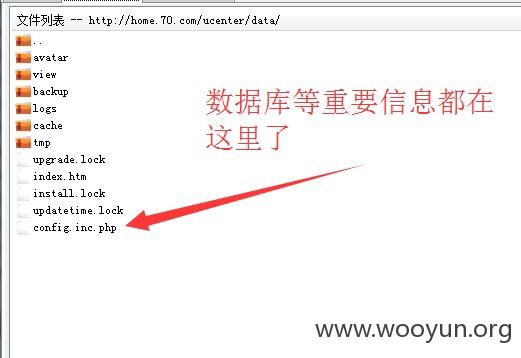 文件列表 -- http://home.70.com/ucenter/data/
..
avatar
view
backup
logs
cache
tmp
upgrade.lock
index.htm
install.lock
updatetime.lock
config.inc.php
数据库等重要信息都在
这里了
www.wooyun.org